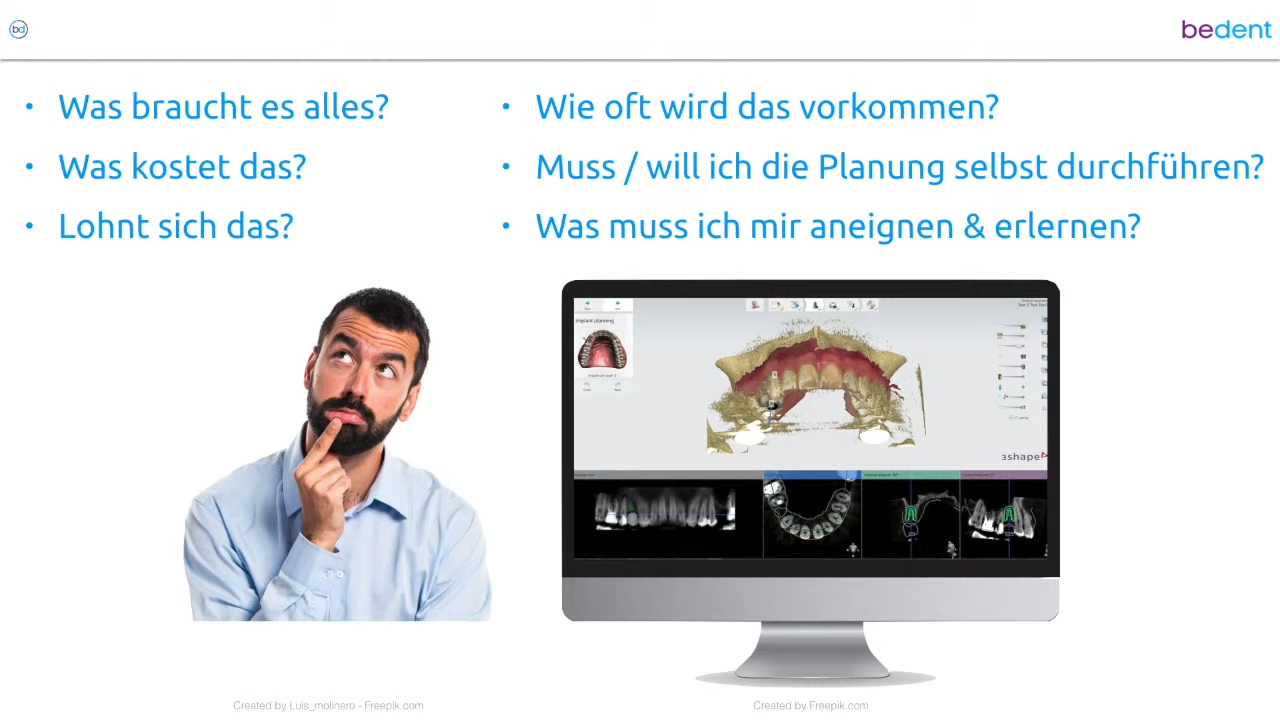 bd
bedent
• Was braucht es alles?
• Was kostet das?
• Lohnt sich das?
• Wie oft wird das vorkommen?
• Muss / will ich die Planung selbst durchführen?
• Was muss ich mir aneignen & erlernen?
Implant planning
3shape
Created by Luis_molinero - Freepik.com
Created by Freepik.com